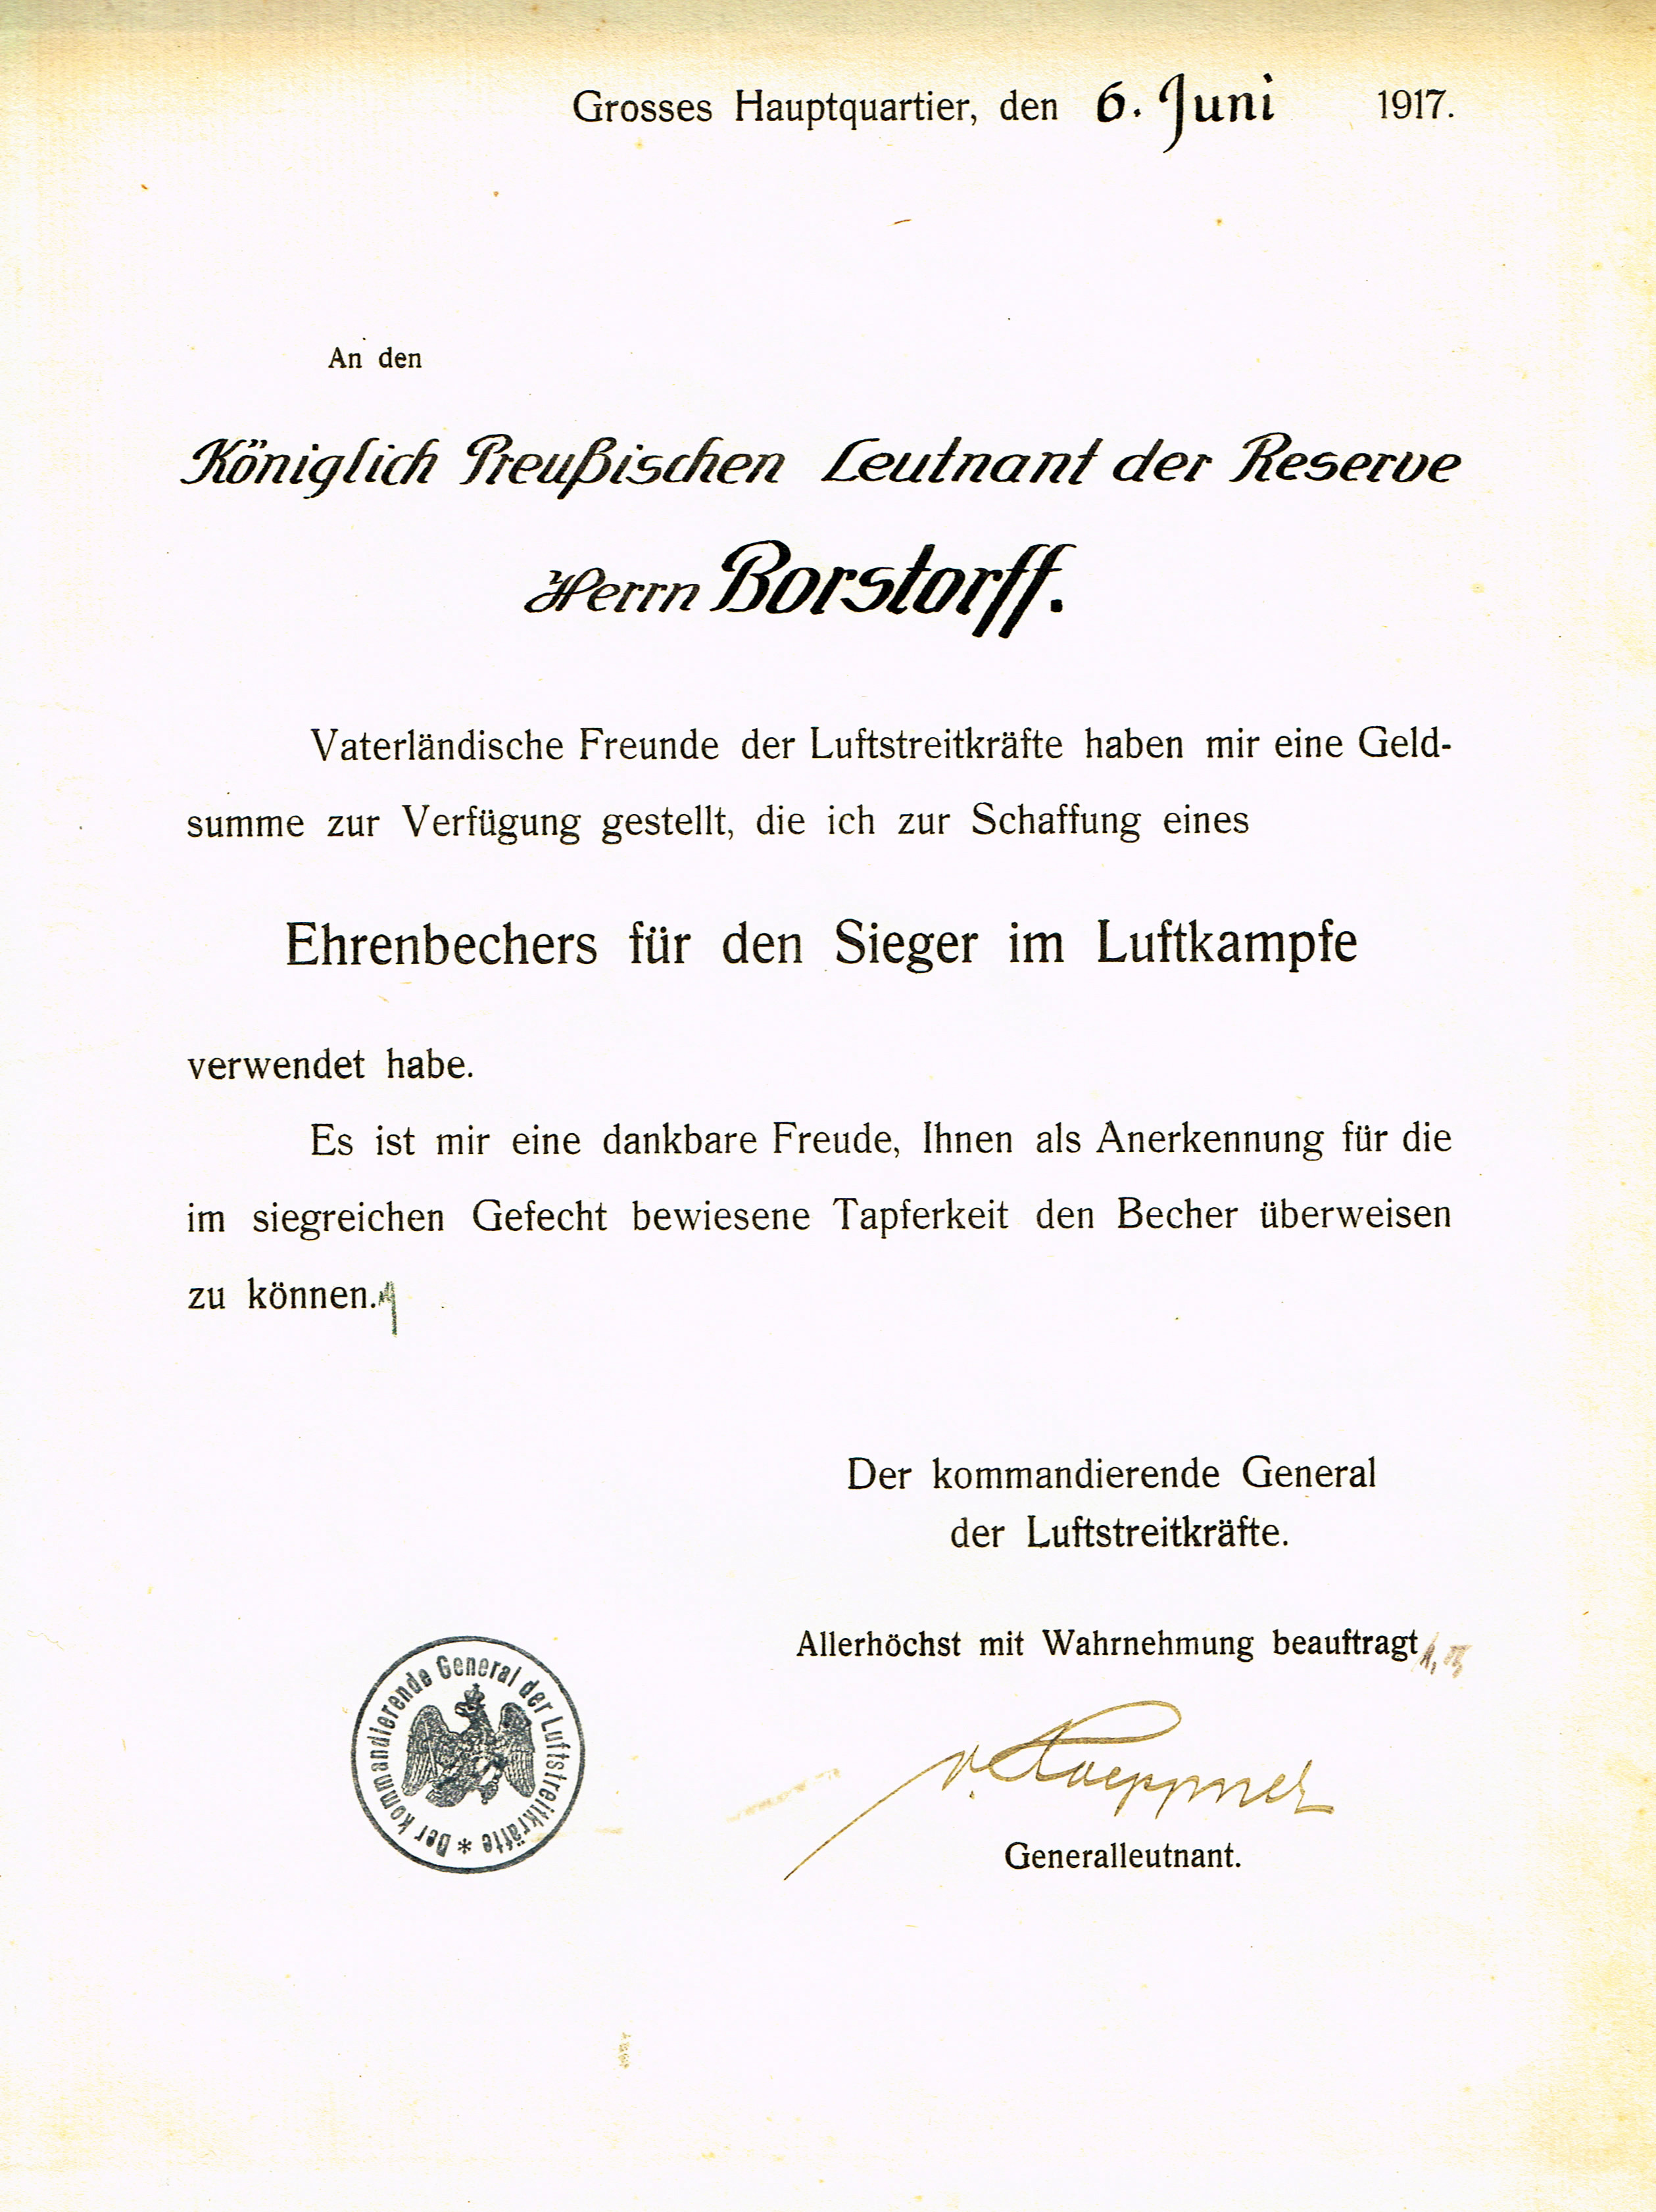 Grosses Hauptquartier, den 6. Juni 1917.
An den
Königlich Preußischen Leutnant der Reserve
Herrn Borstorff.
Vaterländische Freunde der Luftstreitkräfte haben mir eine Geld-
summe zur Verfügung gestellt, die ich zur Schaffung eines
Ehrenbechers für den Sieger im Luftkampfe
verwendet habe.
Es ist mir eine dankbare Freude, Ihnen als Anerkennung für die
im siegreichen Gefecht bewiesene Tapferkeit den Becher überweisen
zu können.
Der kommandierende General
der Luftstreitkräfte.
Allerhöchst mit Wahrnehmung beauftragt
Der kommandierende General der Luftstreitkräfte *
Generalleutnant.